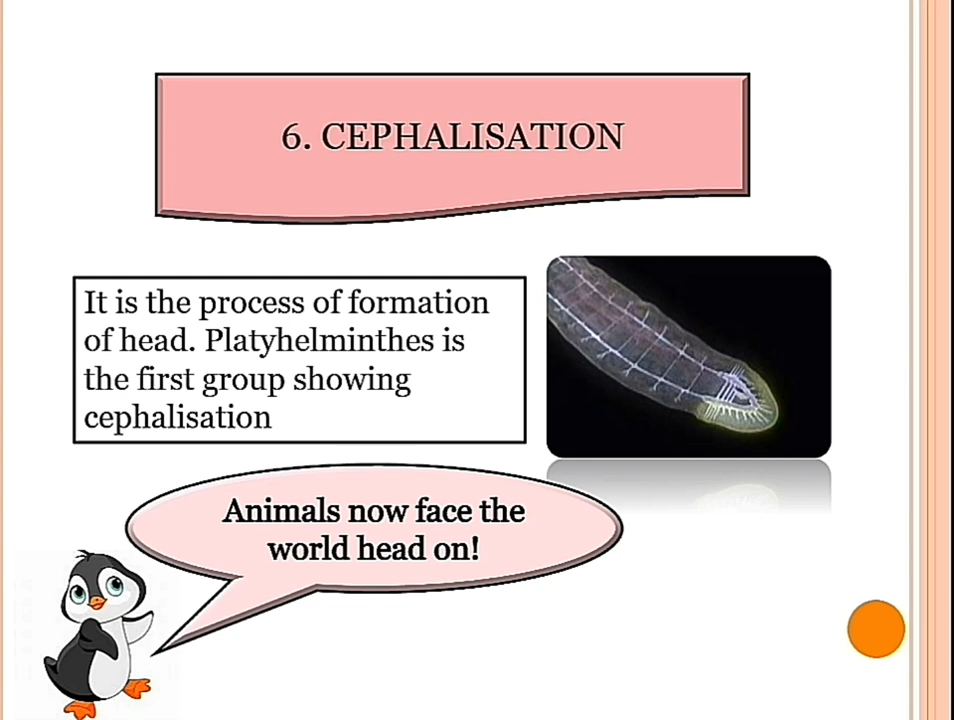 6. CEPHALISATION
It is the process of formation
of head. Platyhelminthes is
the first group showing
cephalisation
Animals now face the
world head on!